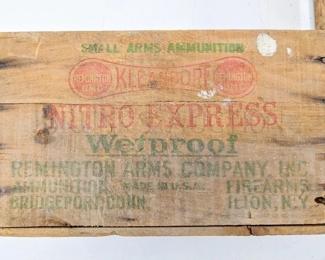 SMALL ARMS AMMUNITION
REMINGTON KLEANBORE REMINGTON
NITRO EXPRESS
Wetproof
REMINGTON ARMS COMPANY, INC.
AMMUNITION MADE IN U.S.A. FIREARMS
BRIDGEPORT, CONN. ILION, N.Y.